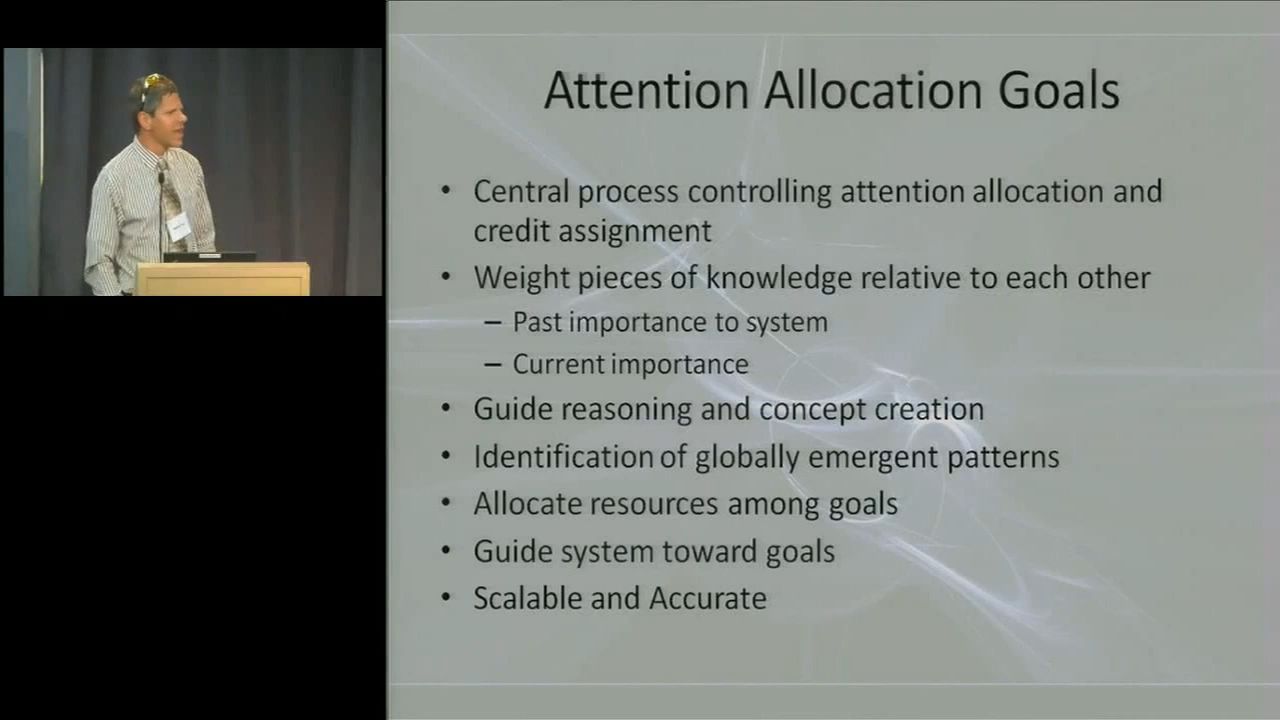 Attention Allocation Goals
• Central process controlling attention allocation and
credit assignment
• Weight pieces of knowledge relative to each other
– Past importance to system
– Current importance
• Guide reasoning and concept creation
• Identification of globally emergent patterns
• Allocate resources among goals
• Guide system toward goals
• Scalable and Accurate